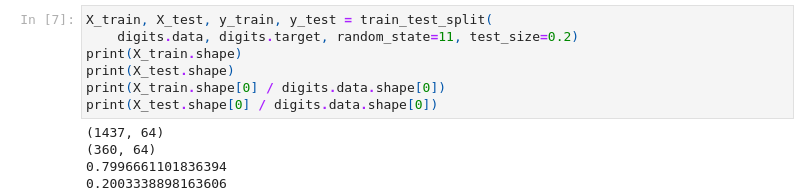 In [7]:
X_train, X_test, y_train, y_test = train_test_split(
    digits.data, digits.target, random_state=11, test_size=0.2)
print(X_train.shape)
print(X_test.shape)
print(X_train.shape[0] / digits.data.shape[0])
print(X_test.shape[0] / digits.data.shape[0])
(1437, 64)
(360, 64)
0.7996661101836394
0.2003338898163606